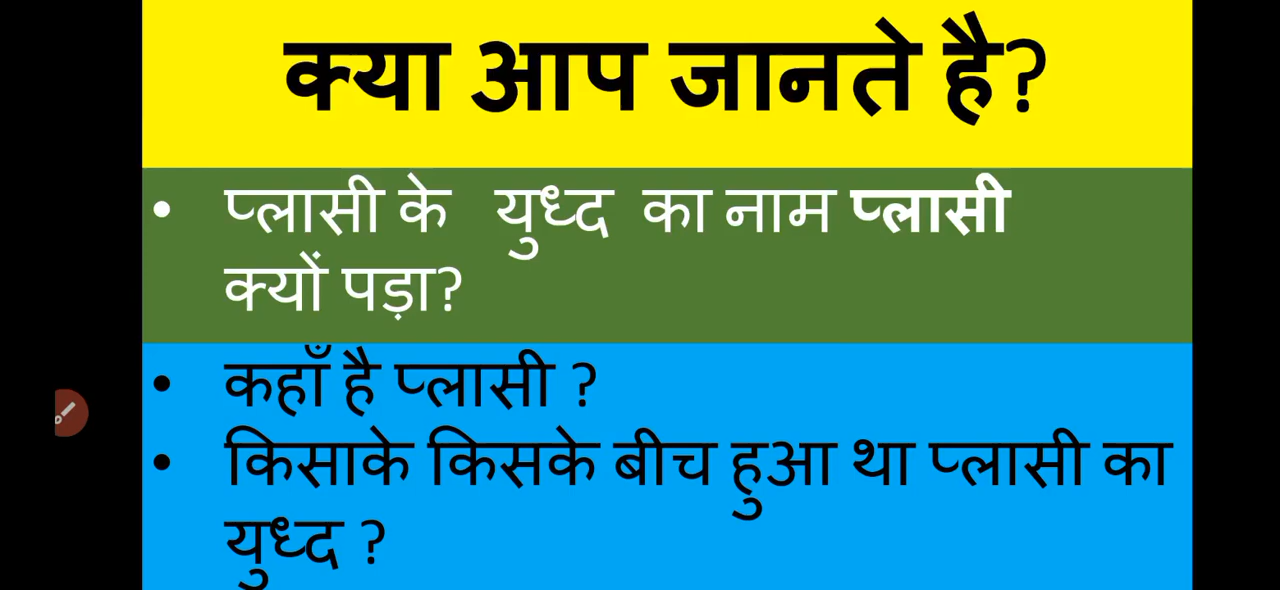 क्या आप जानते है?
• प्लासी के युध्द का नाम प्लासी
क्यों पड़ा?
• कहाँ है प्लासी ?
• किसाके किसके बीच हुआ था प्लासी का
युध्द ?